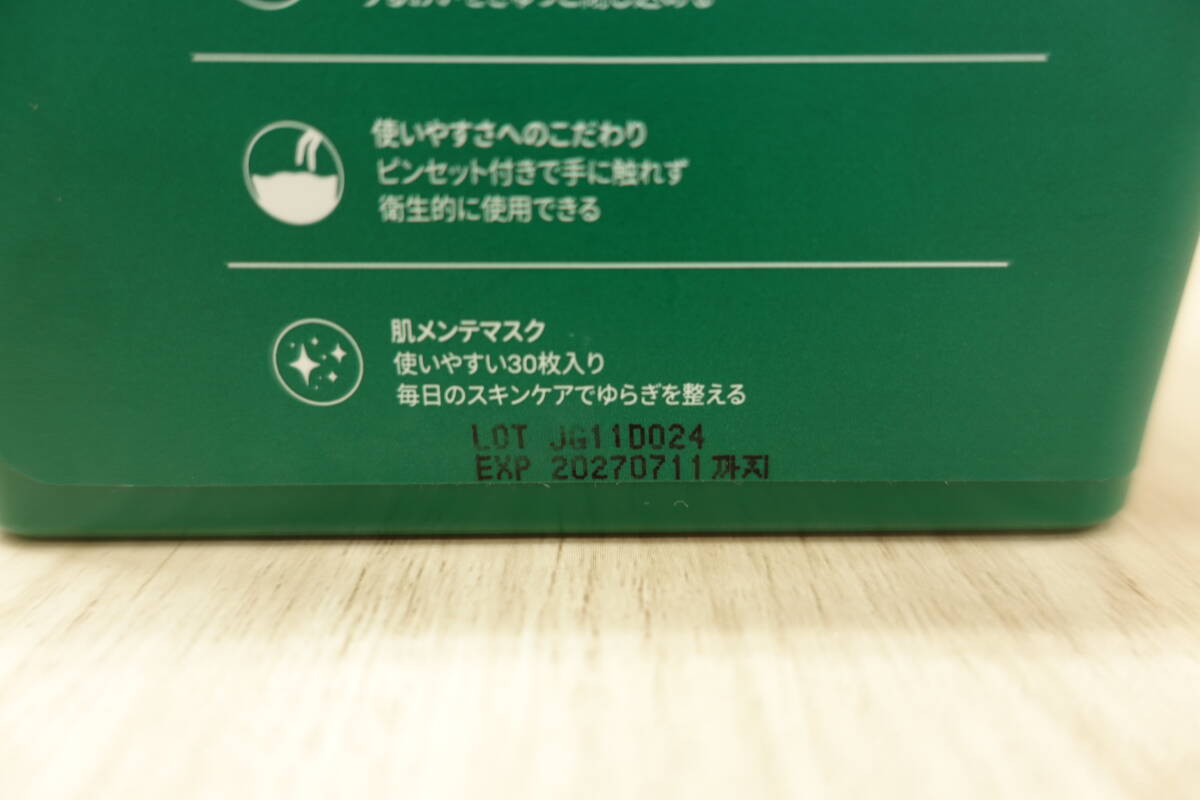 使いやすさへのこだわり
ピンセット付きで手に触れず
衛生的に使用できる
肌メンテマスク
使いやすい30枚入り
毎日のスキンケアでゆらぎを整える
LOT JG11D024
EXP 20270711까지